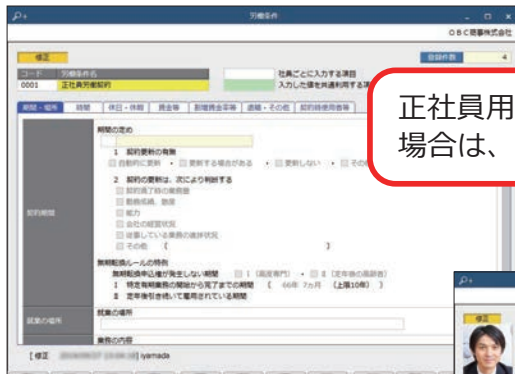 労働条件
OBC商事株式会社
修正
登録件数 4
コード 労働条件名
0001 正社員労働契約
社員ごとに入力する項目
入力した値を共通利用する項
期間・場所 時間 休日・休暇 賃金等 割増賃金率等 退職・その他 契約時使用者等
正社員用
場合は、
期間の定め
1 契約更新の有無
自動的に更新 ・ 更新する場合がある ・ 更新しない ・ その他
2 契約の更新は、次により判断する
契約満了時の業務量
勤務成績、態度
能力
会社の経営状況
従事している業務の進捗状況
その他 【 】
契約期間
無期転換ルールの特例
無期転換申込権が発生しない期間 Ⅰ（高度専門）・ Ⅱ（定年後の高齢者）
Ⅰ 特定有期業務の開始から完了までの期間 【 66年 7ヵ月 （上限10年） 】
Ⅱ 定年後引き続いて雇用されている期間
就業の場所
就業の場所
業務の内容
[ 修正 iyamada
修正